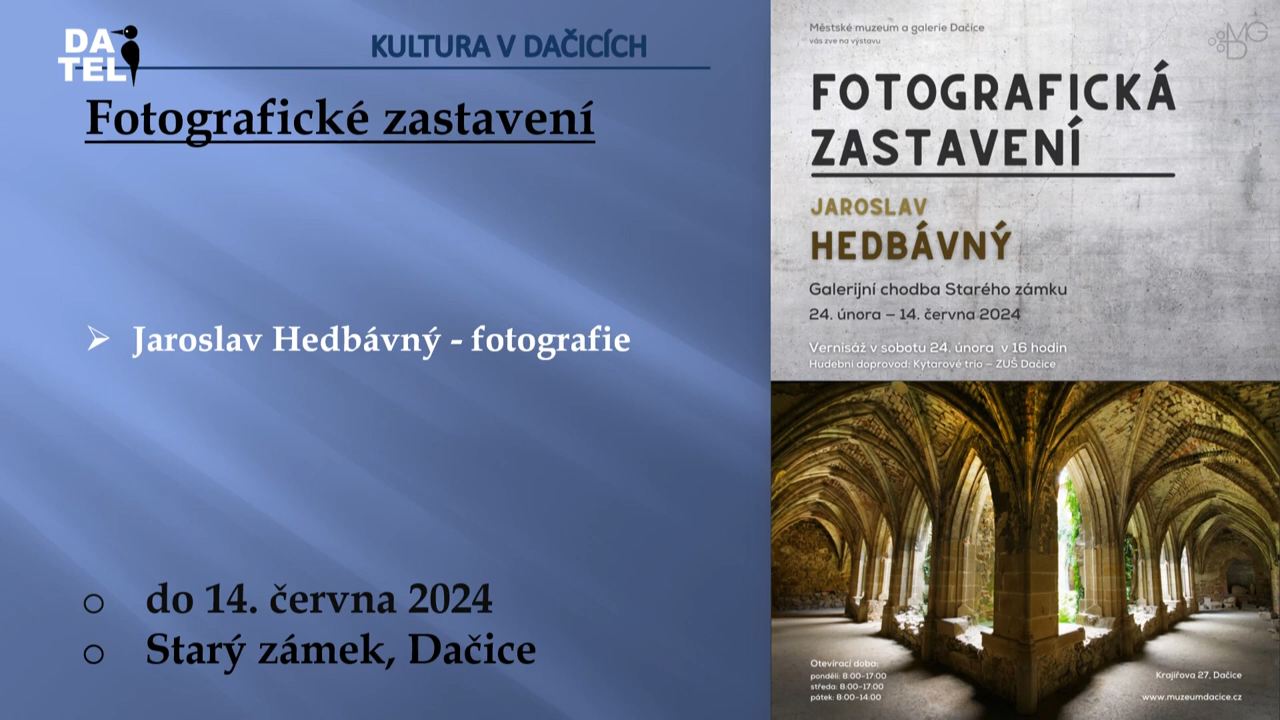 DA
TEL
KULTURA V DAČICÍCH
Fotografické zastavení
Jaroslav Hedbávný - fotografie
do 14. června 2024
Starý zámek, Dačice
Městské muzeum a galerie Dačice
vás zve na výstavu
MG
D
FOTOGRAFICKÁ
ZASTAVENÍ
JAROSLAV
HEDBÁVNÝ
Galerijní chodba Starého zámku
24. února – 14. června 2024
Vernisáž v sobotu 24. února v 16 hodin
Hudební doprovod: Kytarové trio – ZUŠ Dačice
Otevírací doba:
pondělí: 8:00-17:00
středa: 8:00-17:00
pátek: 8:00-14:00
Krajířova 27, Dačice
www.muzeumdacice.cz